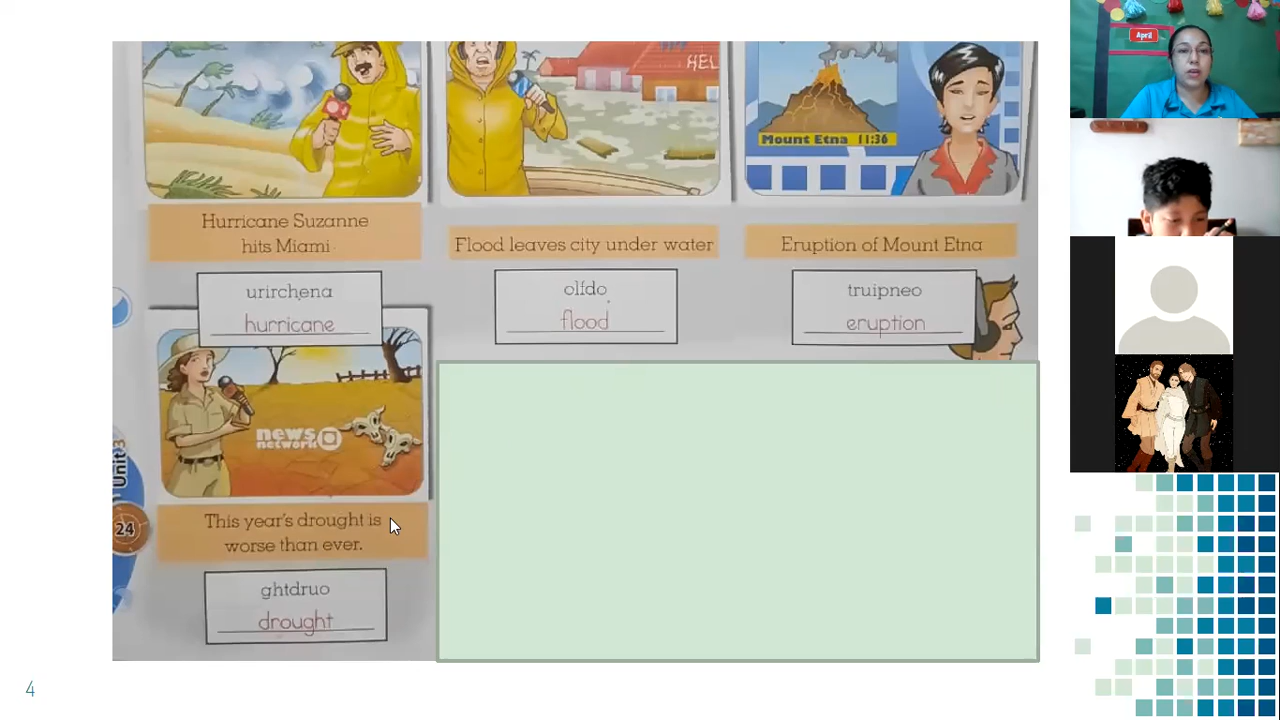 April
HEL
Mount Etna 11:36
Hurricane Suzanne
hits Miami
Flood leaves city under water
Eruption of Mount Etna
urirchena
hurricane
olfdo
flood
truipneo
eruption
news
network
Unit 3
24
This year's drought is
worse than ever.
ghtdruo
drought
4